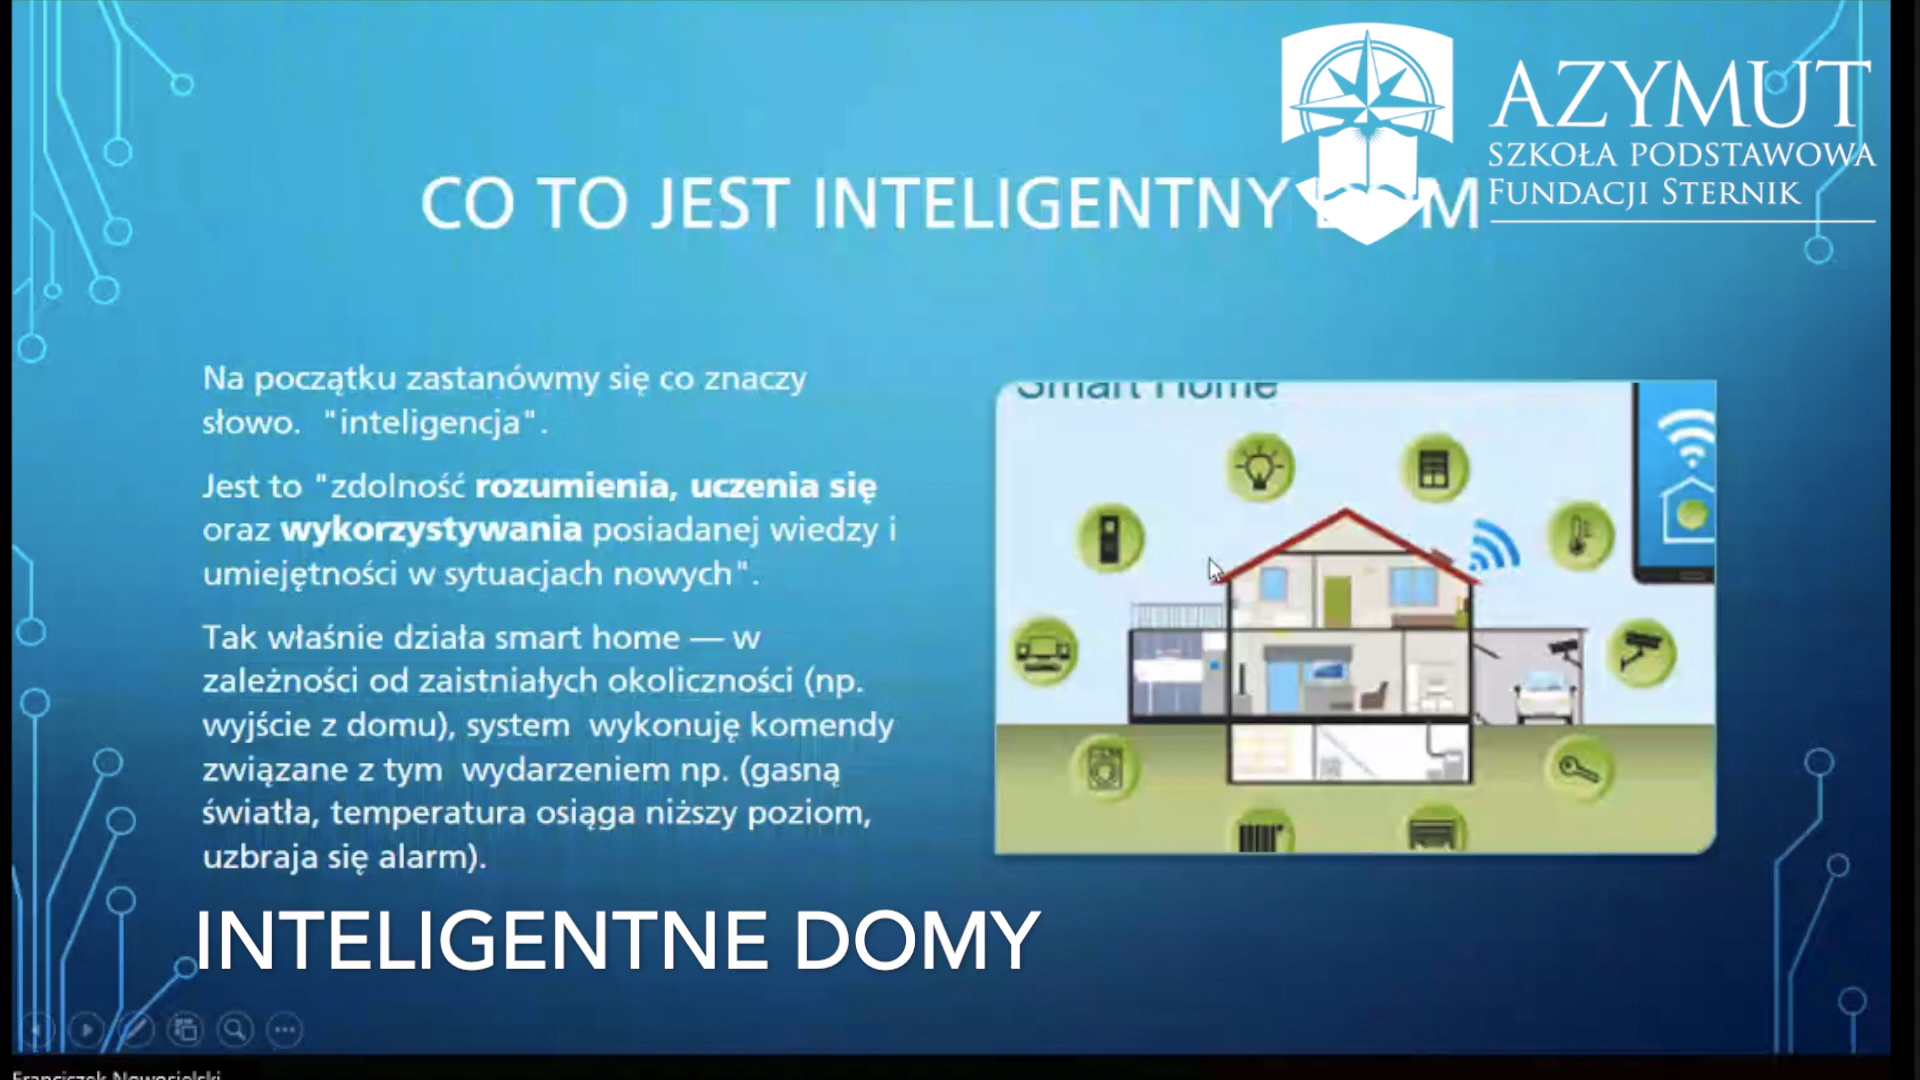 AZYMUT
SZKOŁA PODSTAWOWA
FUNDACJI STERNIK
CO TO JEST INTELIGENTNY DOM
Na początku zastanówmy się co znaczy
słowo. "inteligencja".
Jest to "zdolność rozumienia, uczenia się
oraz wykorzystywania posiadanej wiedzy i
umiejętności w sytuacjach nowych".
Tak właśnie działa smart home — w
zależności od zaistniałych okoliczności (np.
wyjście z domu), system wykonuję komendy
związane z tym wydarzeniem np. (gasną
światła, temperatura osiąga niższy poziom,
uzbraja się alarm).
Smart Home
INTELIGENTNE DOMY
Franciszek Nowosielski